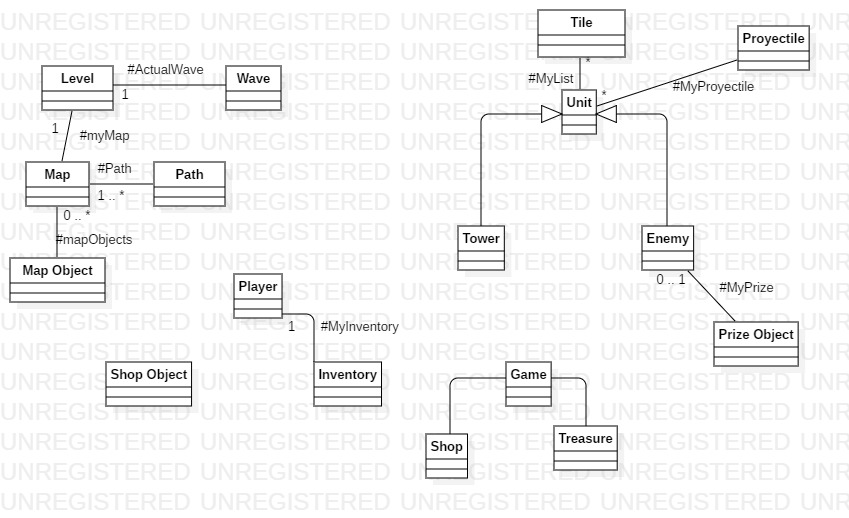 Tile
Proyectile
#ActualWave
Level
Wave
*
#MyList
#MyProyectile
1
*
Unit
1
#myMap
Map
#Path
Path
1 .. *
0 .. *
#mapObjects
Tower
Enemy
Map Object
0 .. 1
#MyPrize
Player
1
#MyInventory
Prize Object
Shop Object
Inventory
Game
Shop
Treasure
UNREGISTERED UNREGISTERED UNREGISTERED UNREGISTERED UNR